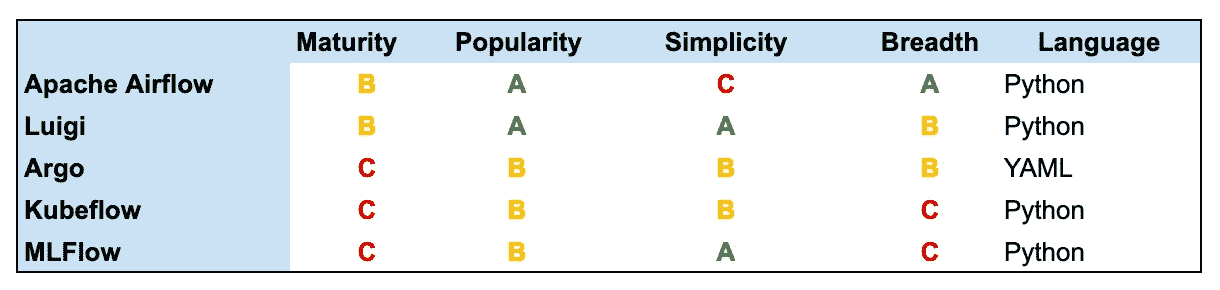 Maturity Popularity Simplicity Breadth Language
Apache Airflow B A C A Python
Luigi B A A B Python
Argo C B B B YAML
Kubeflow C B B C Python
MLFlow C B A C Python